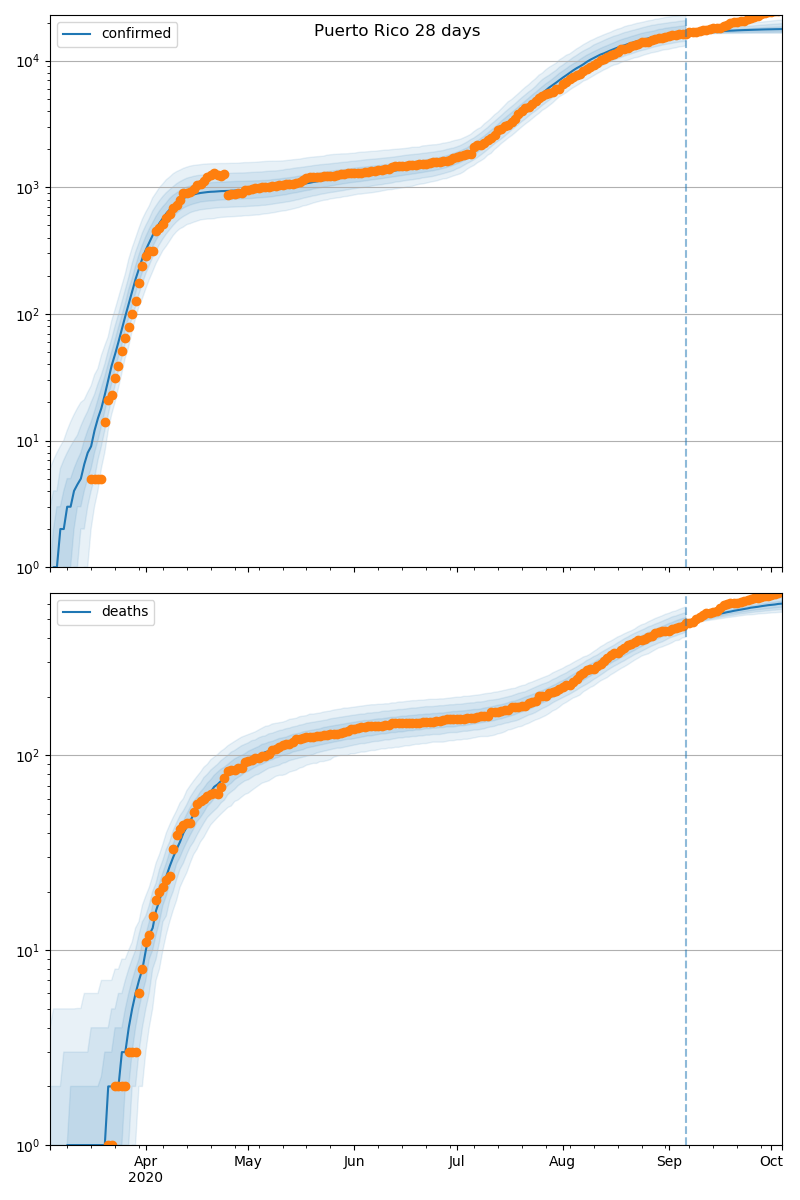 Puerto Rico 28 days
confirmed
10⁴
10³
10²
10¹
10⁰
deaths
10²
10¹
10⁰
Apr May Jun Jul Aug Sep Oct
2020